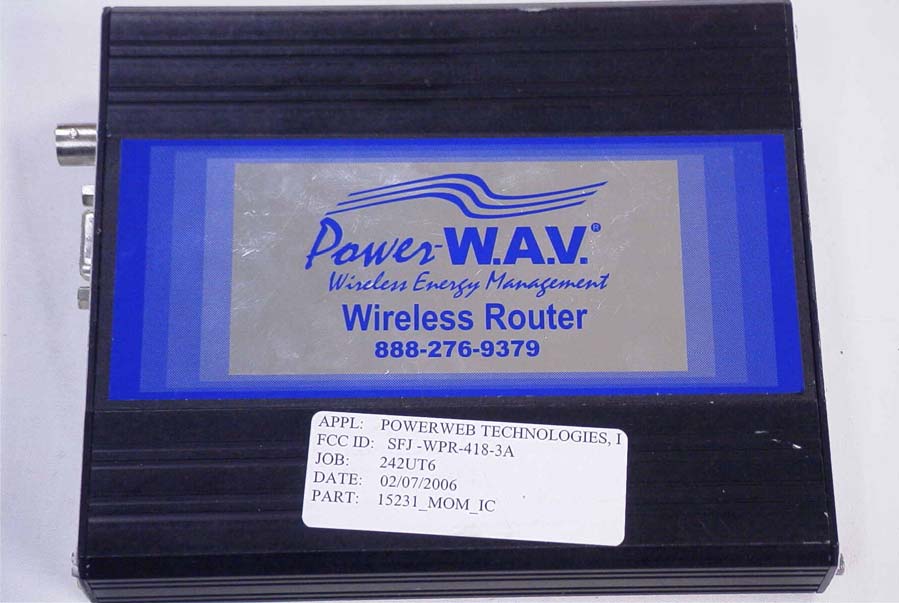 Power-W.A.V.®
Wireless Energy Management
Wireless Router
888-276-9379
APPL: POWERWEB TECHNOLOGIES, I
FCC ID: SFJ -WPR-418-3A
JOB: 242UT6
DATE: 02/07/2006
PART: 15231_MOM_IC